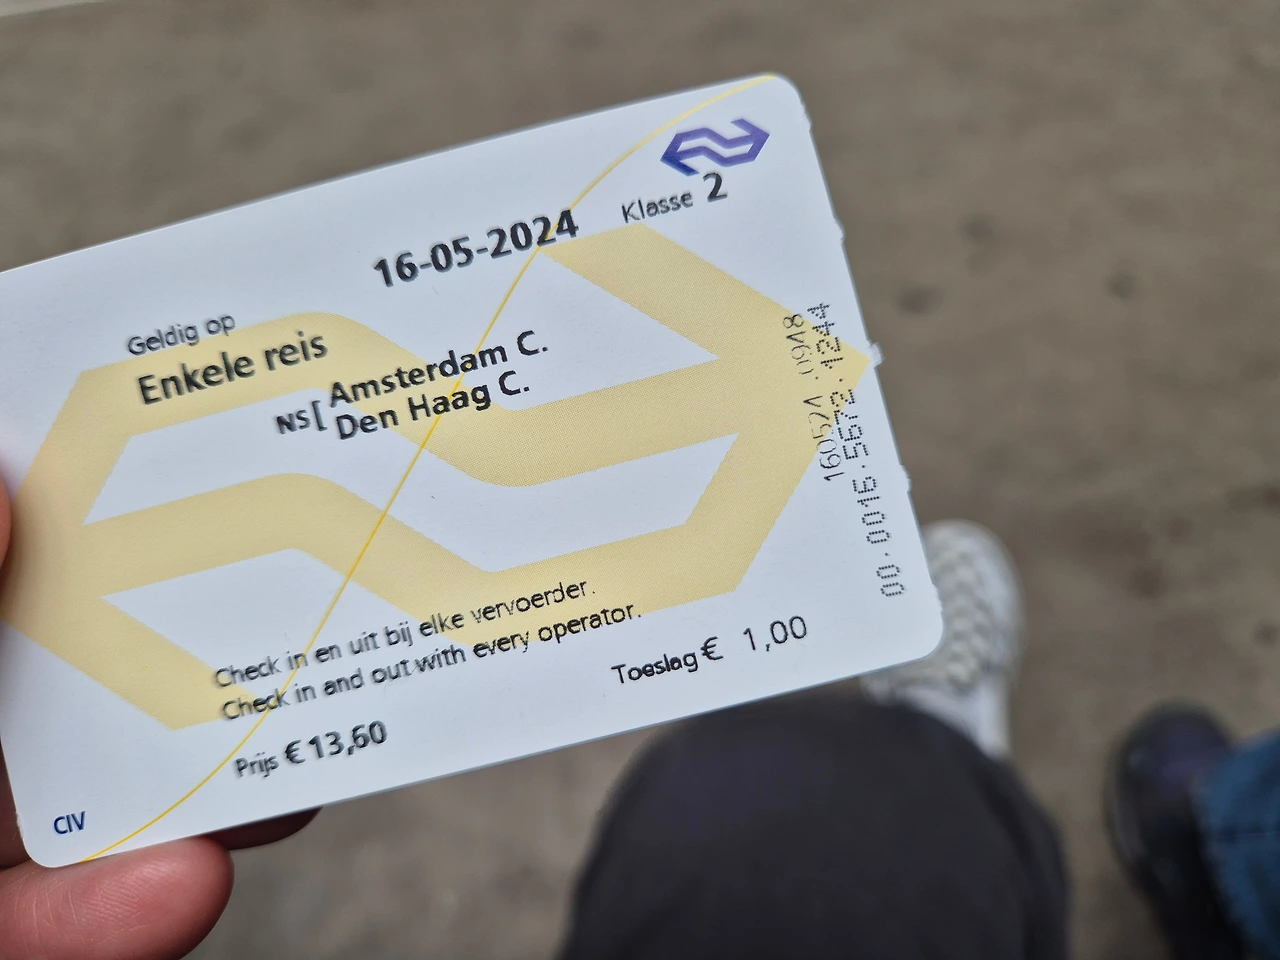 Klasse 2
16-05-2024
Geldig op
Enkele reis
NS[ Amsterdam C.
Den Haag C.
Check in en uit bij elke vervoerder.
Check in and out with every operator.
Toeslag € 1,00
Prijs € 13,60
CIV
160524 0948
00.0016.5672.1244